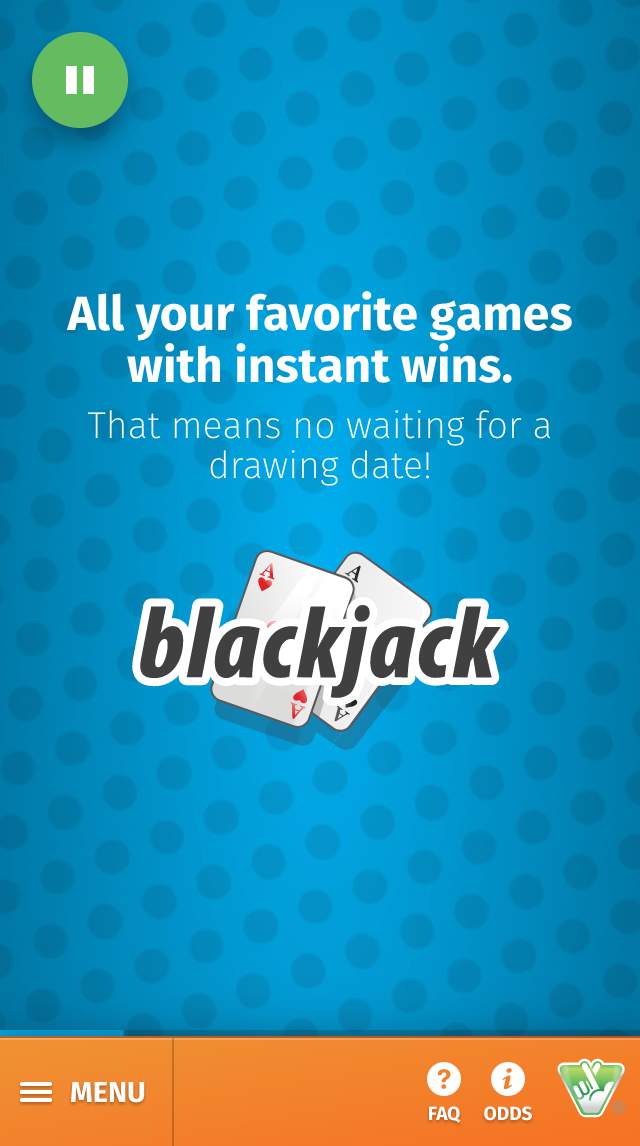 All your favorite games
with instant wins.
That means no waiting for a
drawing date!
A
A
blackjack
A
A
MENU
FAQ
ODDS